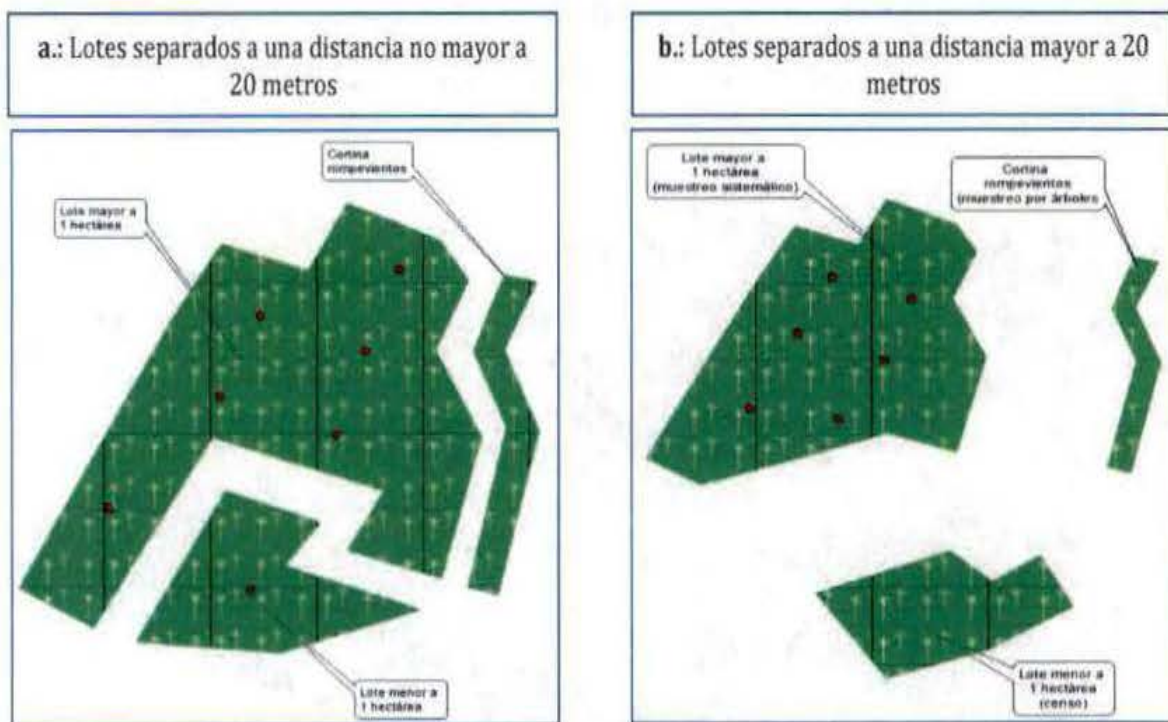 a.: Lotes separados a una distancia no mayor a
20 metros
b.: Lotes separados a una distancia mayor a 20
metros
Cortina
rompevientos
Lote mayor a
1 hectárea
Lote menor a
1 hectárea
Lote mayor a
1 hectárea
(muestreo sistemático)
Cortina
rompevientos
(muestreo por árboles
Lote menor a
1 hectárea
(censo)